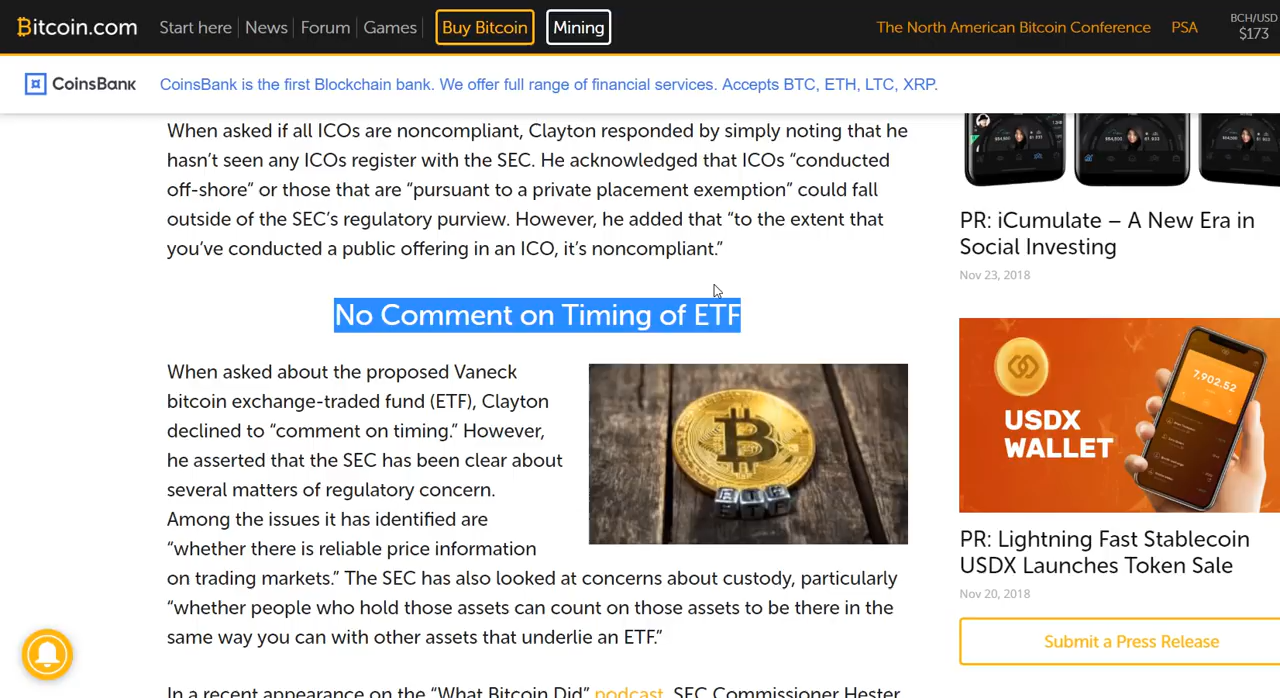 Bitcoin.com Start here News Forum Games Buy Bitcoin Mining The North American Bitcoin Conference PSA BCH/USD
$173
CoinsBank CoinsBank is the first Blockchain bank. We offer full range of financial services. Accepts BTC, ETH, LTC, XRP.
When asked if all ICOs are noncompliant, Clayton responded by simply noting that he
hasn’t seen any ICOs register with the SEC. He acknowledged that ICOs “conducted
off-shore” or those that are “pursuant to a private placement exemption” could fall
outside of the SEC’s regulatory purview. However, he added that “to the extent that
you’ve conducted a public offering in an ICO, it’s noncompliant.”
No Comment on Timing of ETF
When asked about the proposed Vaneck
bitcoin exchange-traded fund (ETF), Clayton
declined to “comment on timing.” However,
he asserted that the SEC has been clear about
several matters of regulatory concern.
Among the issues it has identified are
“whether there is reliable price information
on trading markets.” The SEC has also looked at concerns about custody, particularly
“whether people who hold those assets can count on those assets to be there in the
same way you can with other assets that underlie an ETF.”
In a recent appearance on the “What Bitcoin Did” podcast, SEC Commissioner Hester
ETF
PR: iCumulate – A New Era in
Social Investing
Nov 23, 2018
7,902.52
USDX
WALLET
PR: Lightning Fast Stablecoin
USDX Launches Token Sale
Nov 20, 2018
Submit a Press Release